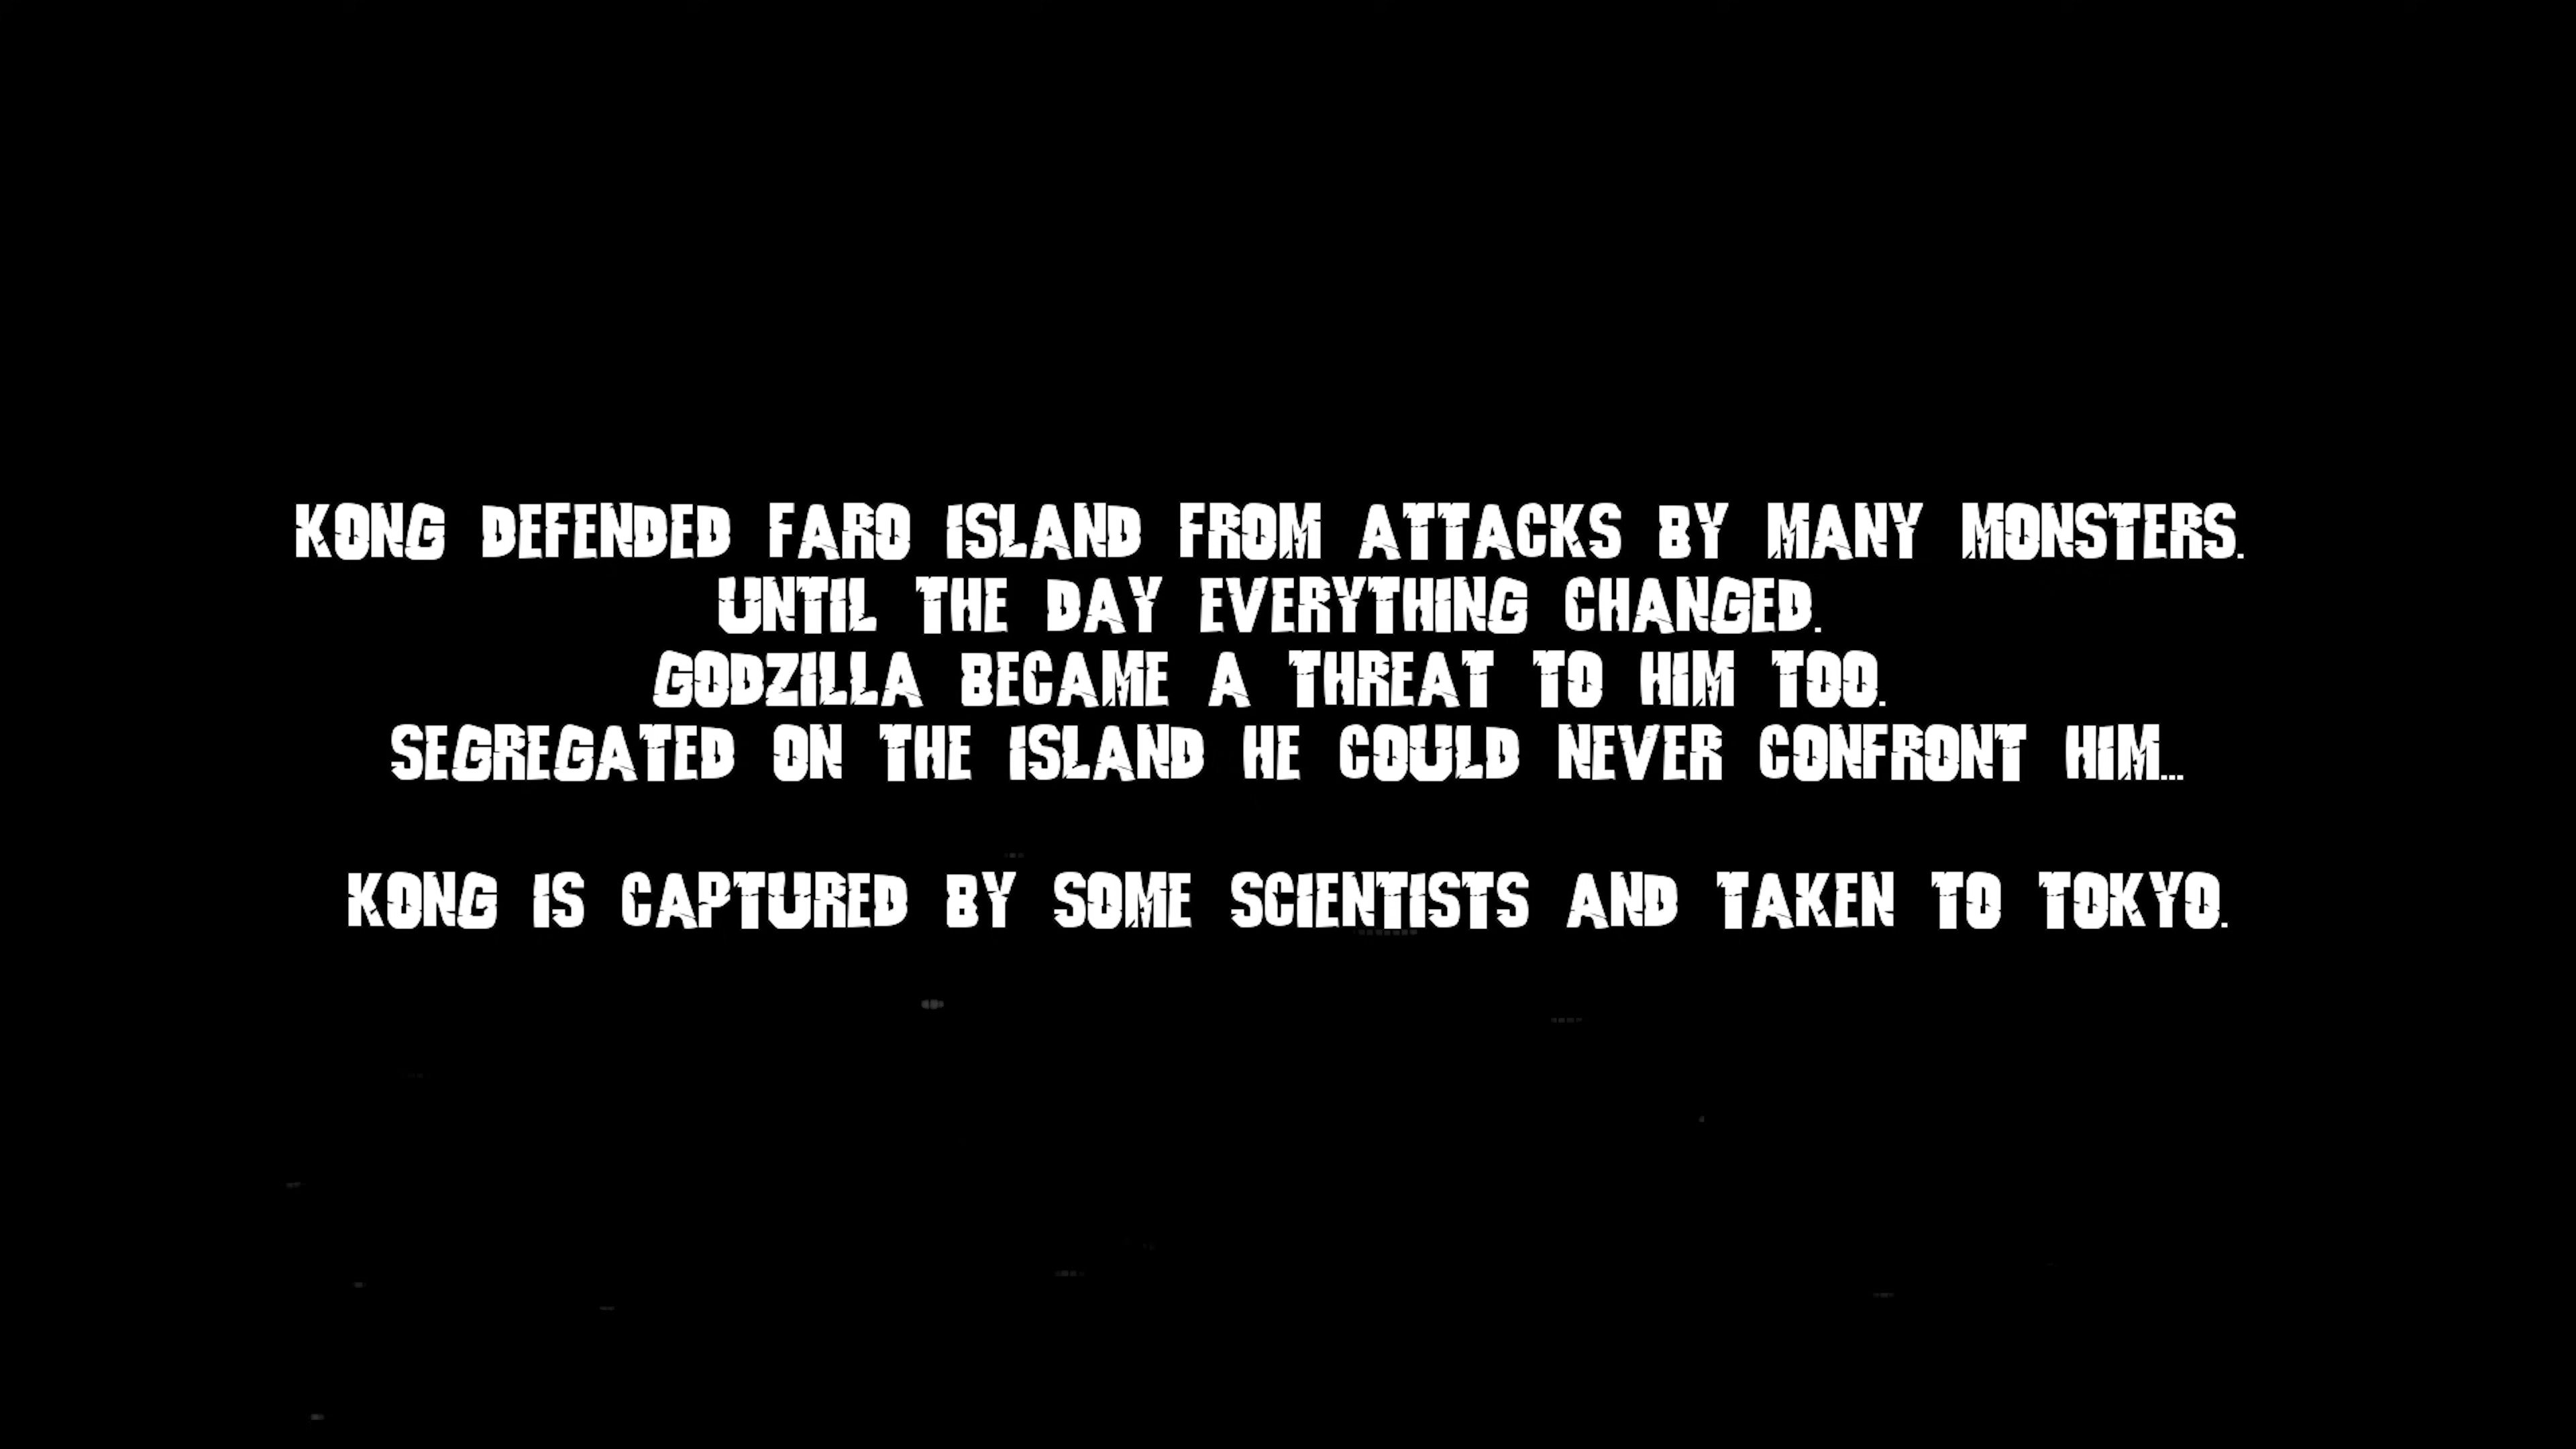 KONG DEFENDED FARO ISLAND FROM ATTACKS BY MANY MONSTERS.
UNTIL THE DAY EVERYTHING CHANGED.
GODZILLA BECAME A THREAT TO HIM TOO.
SEGREGATED ON THE ISLAND HE COULD NEVER CONFRONT HIM...
KONG IS CAPTURED BY SOME SCIENTISTS AND TAKEN TO TOKYO.